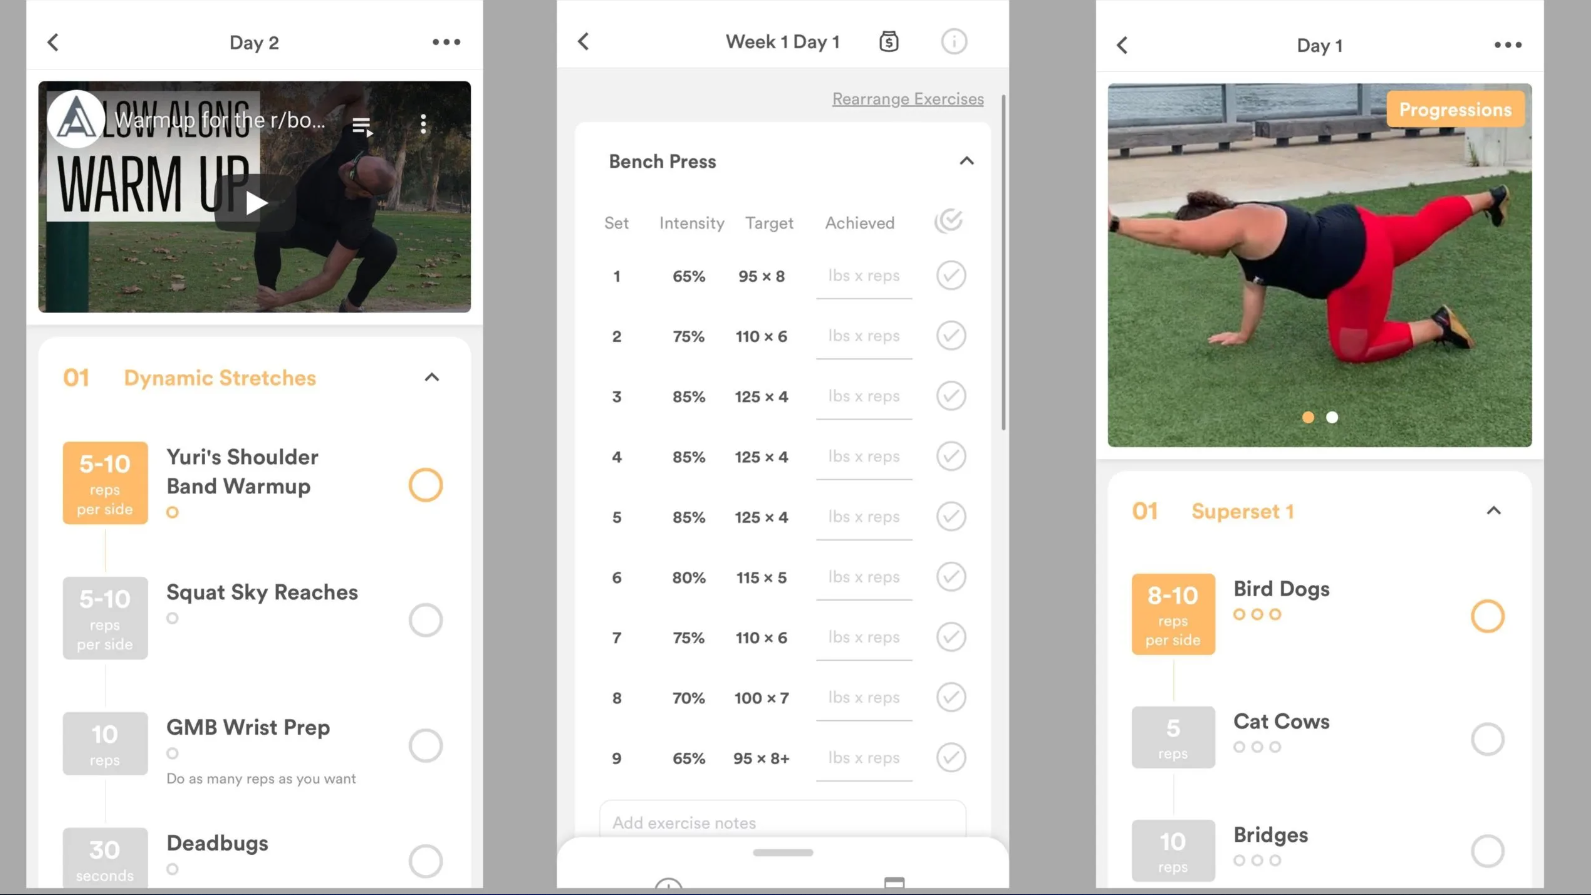 Day 2
LOW ALONG
Warmup for the r/bo...
WARM UP
01 Dynamic Stretches
5-10
reps
per side
Yuri's Shoulder
Band Warmup
5-10
reps
per side
Squat Sky Reaches
10
reps
GMB Wrist Prep
Do as many reps as you want
30
seconds
Deadbugs
Week 1 Day 1
Rearrange Exercises
Bench Press
Set Intensity Target Achieved
1 65% 95 × 8 lbs x reps
2 75% 110 × 6 lbs x reps
3 85% 125 × 4 lbs x reps
4 85% 125 × 4 lbs x reps
5 85% 125 × 4 lbs x reps
6 80% 115 × 5 lbs x reps
7 75% 110 × 6 lbs x reps
8 70% 100 × 7 lbs x reps
9 65% 95 × 8+ lbs x reps
Add exercise notes
Day 1
Progressions
01 Superset 1
8-10
reps
per side
Bird Dogs
5
reps
Cat Cows
10
reps
Bridges